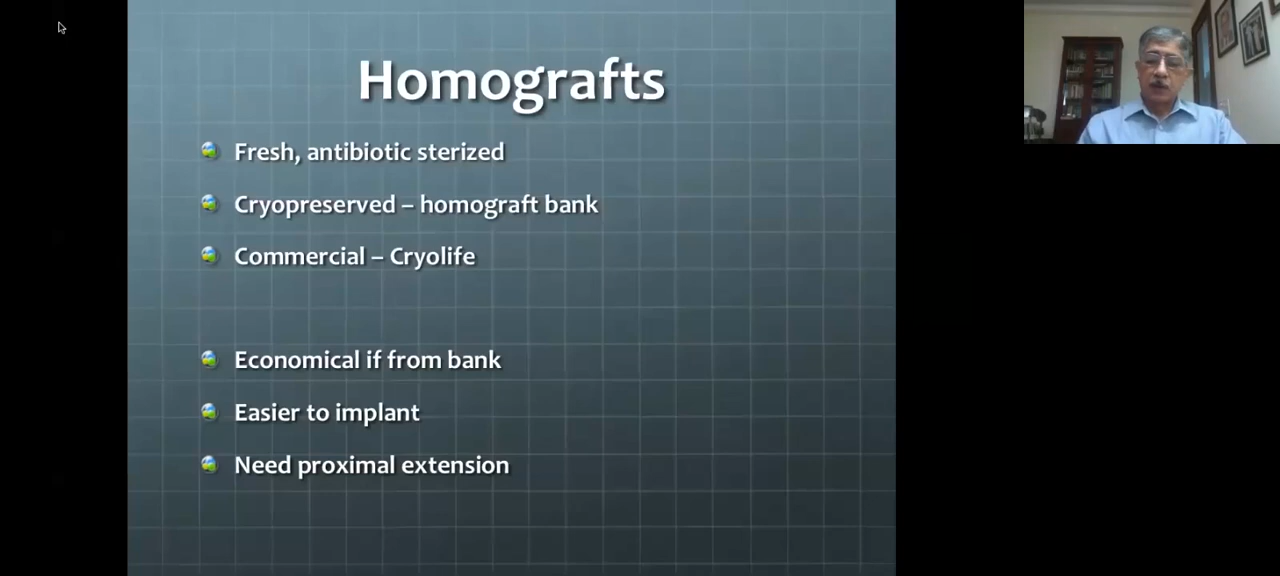 Homografts
Fresh, antibiotic sterized
Cryopreserved – homograft bank
Commercial – Cryolife
Economical if from bank
Easier to implant
Need proximal extension